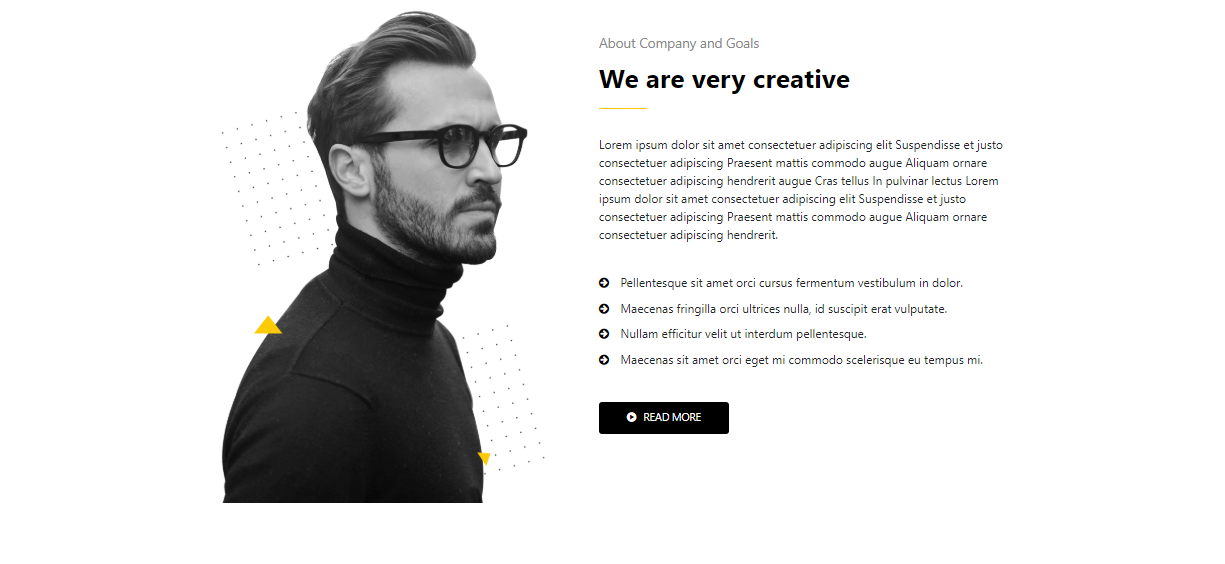 About Company and Goals
We are very creative
Lorem ipsum dolor sit amet consectetuer adipiscing elit Suspendisse et justo
consectetuer adipiscing Praesent mattis commodo augue Aliquam ornare
consectetuer adipiscing hendrerit augue Cras tellus In pulvinar lectus Lorem
ipsum dolor sit amet consectetuer adipiscing elit Suspendisse et justo
consectetuer adipiscing Praesent mattis commodo augue Aliquam ornare
consectetuer adipiscing hendrerit.
Pellentesque sit amet orci cursus fermentum vestibulum in dolor.
Maecenas fringilla orci ultrices nulla, id suscipit erat vulputate.
Nullam efficitur velit ut interdum pellentesque.
Maecenas sit amet orci eget mi commodo scelerisque eu tempus mi.
READ MORE